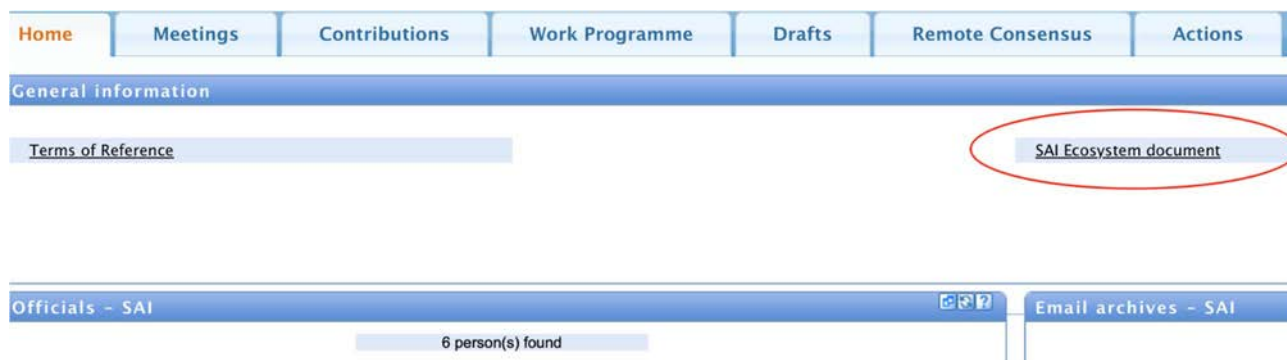 Home Meetings Contributions Work Programme Drafts Remote Consensus Actions
General information
Terms of Reference SAI Ecosystem document
Officials – SAI ? Email archives – SAI
6 person(s) found